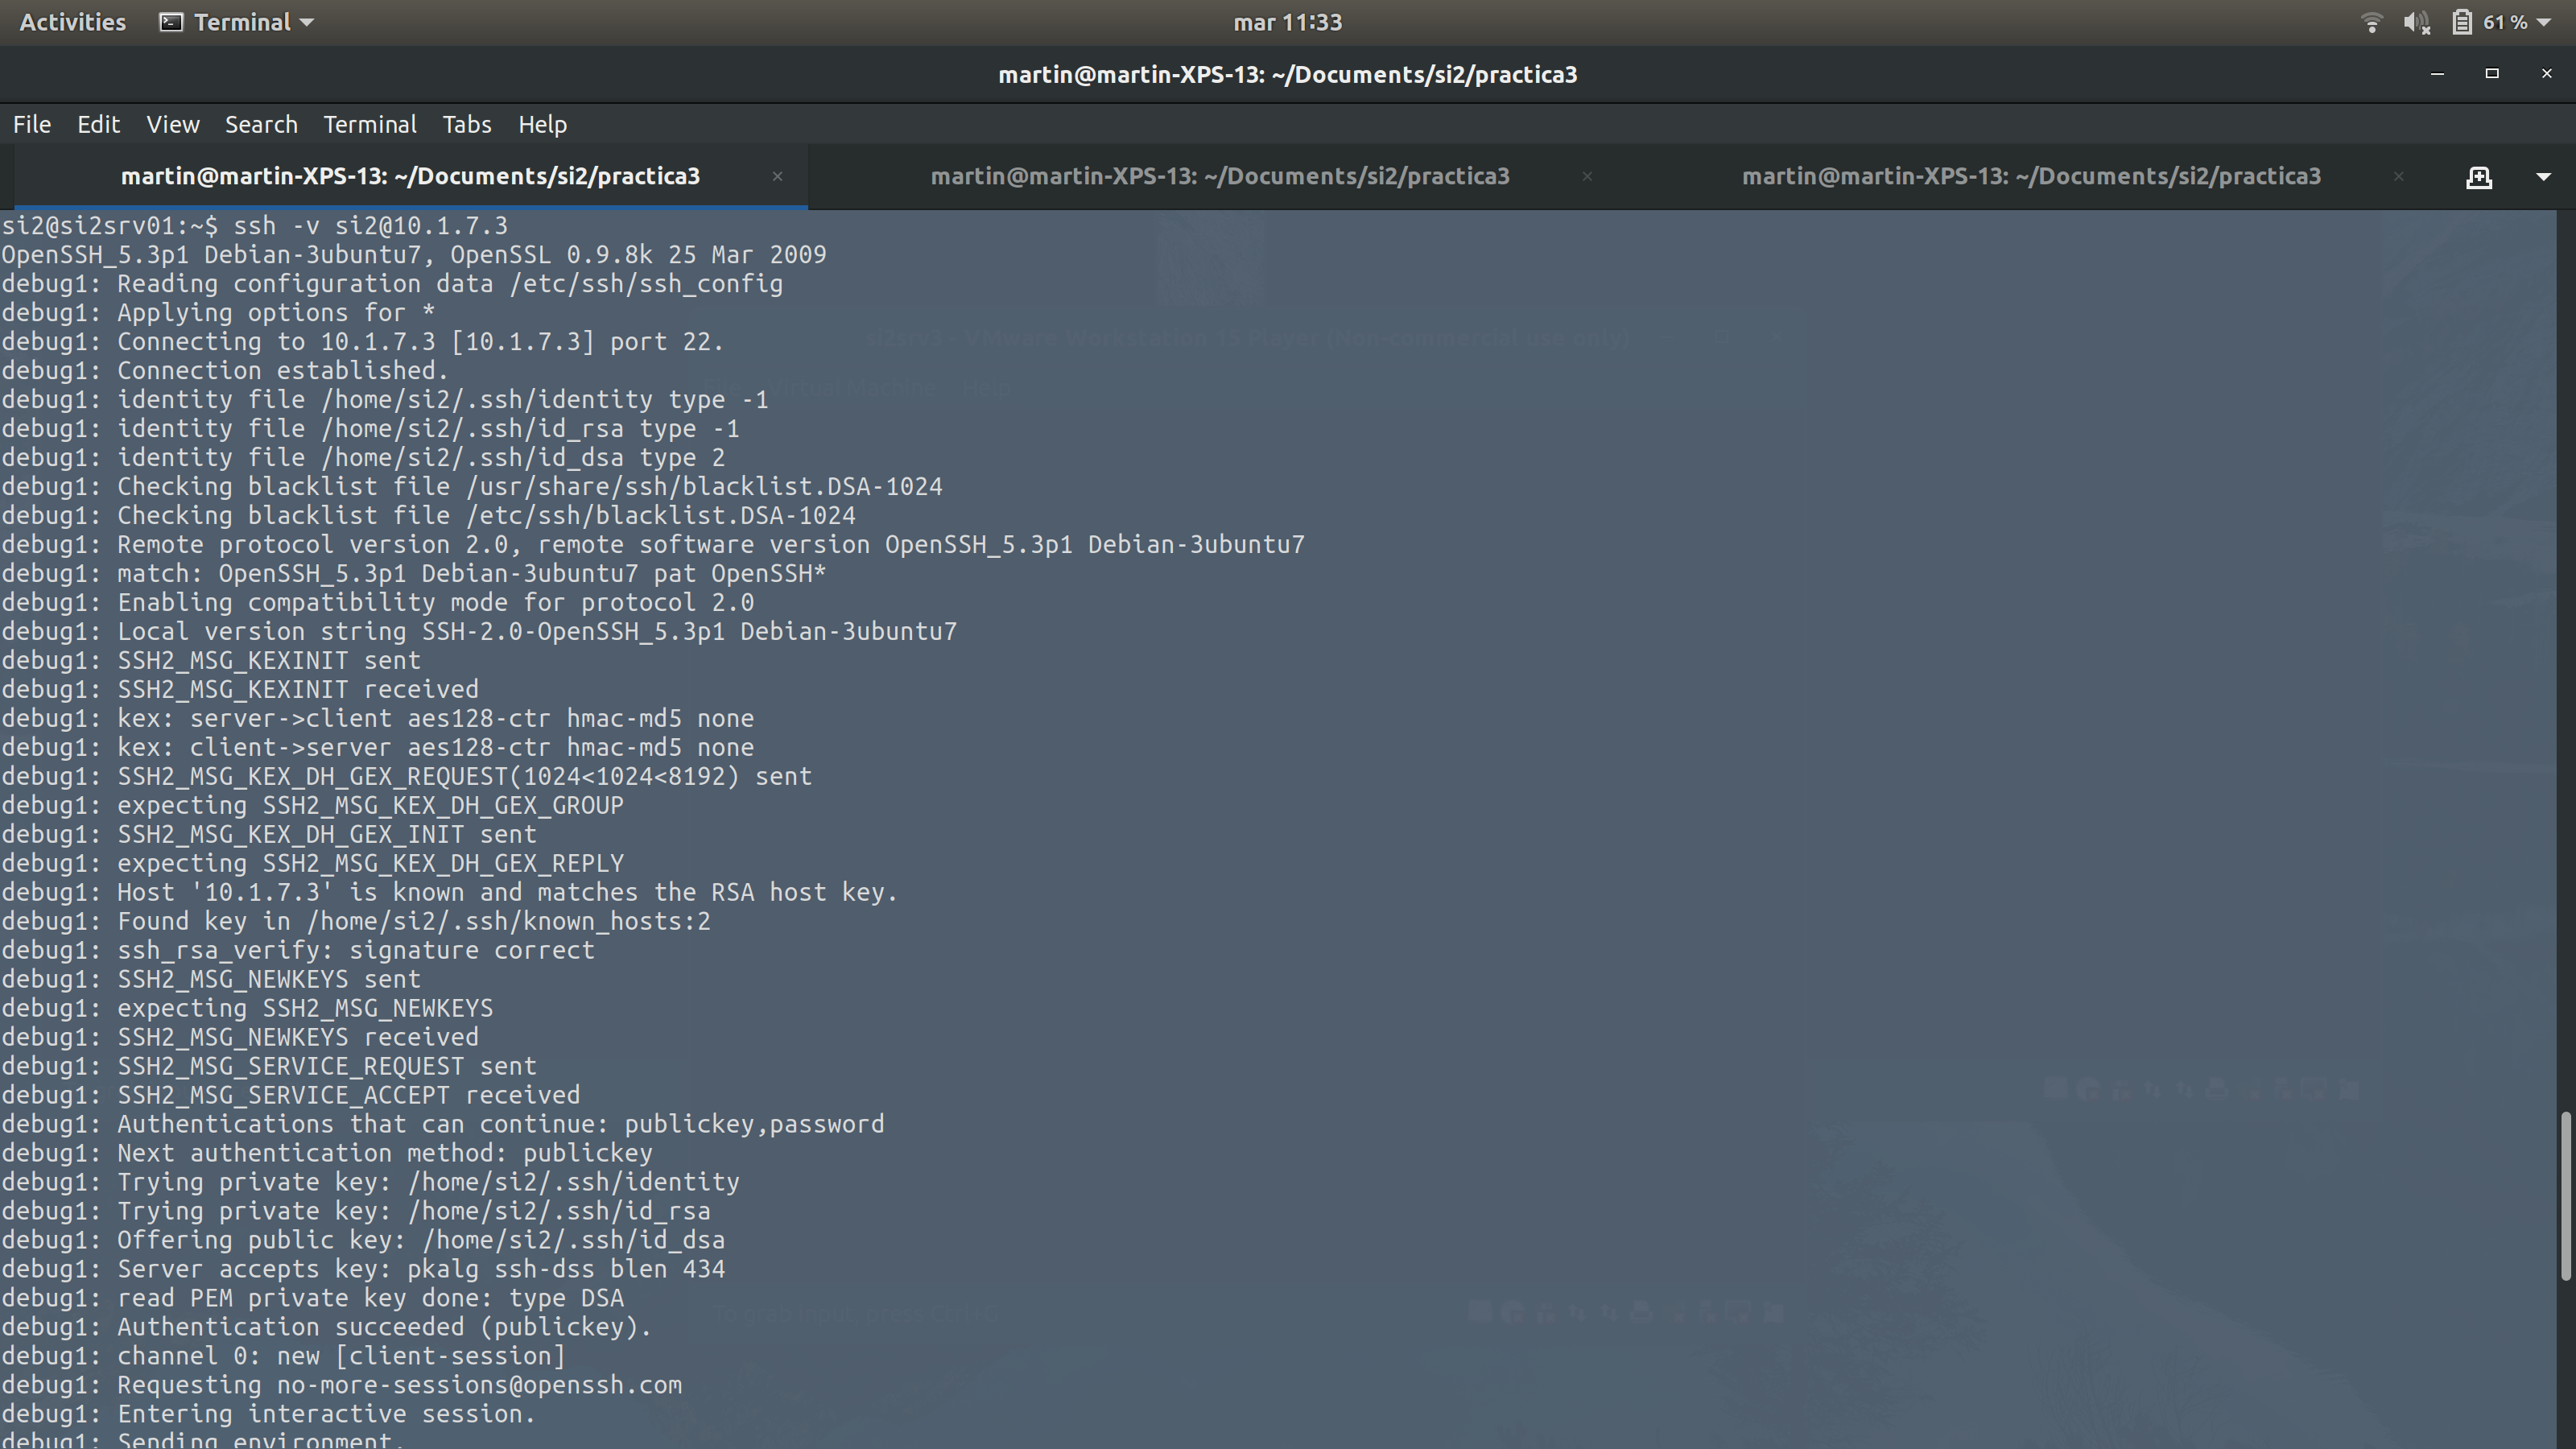 Activities Terminal mar 11:33 61 %
martin@martin-XPS-13: ~/Documents/si2/practica3
File Edit View Search Terminal Tabs Help
martin@martin-XPS-13: ~/Documents/si2/practica3 martin@martin-XPS-13: ~/Documents/si2/practica3 martin@martin-XPS-13: ~/Documents/si2/practica3
si2@si2srv01:~$ ssh -v si2@10.1.7.3
OpenSSH_5.3p1 Debian-3ubuntu7, OpenSSL 0.9.8k 25 Mar 2009
debug1: Reading configuration data /etc/ssh/ssh_config
debug1: Applying options for *
debug1: Connecting to 10.1.7.3 [10.1.7.3] port 22.
debug1: Connection established.
debug1: identity file /home/si2/.ssh/identity type -1
debug1: identity file /home/si2/.ssh/id_rsa type -1
debug1: identity file /home/si2/.ssh/id_dsa type 2
debug1: Checking blacklist file /usr/share/ssh/blacklist.DSA-1024
debug1: Checking blacklist file /etc/ssh/blacklist.DSA-1024
debug1: Remote protocol version 2.0, remote software version OpenSSH_5.3p1 Debian-3ubuntu7
debug1: match: OpenSSH_5.3p1 Debian-3ubuntu7 pat OpenSSH*
debug1: Enabling compatibility mode for protocol 2.0
debug1: Local version string SSH-2.0-OpenSSH_5.3p1 Debian-3ubuntu7
debug1: SSH2_MSG_KEXINIT sent
debug1: SSH2_MSG_KEXINIT received
debug1: kex: server->client aes128-ctr hmac-md5 none
debug1: kex: client->server aes128-ctr hmac-md5 none
debug1: SSH2_MSG_KEX_DH_GEX_REQUEST(1024<1024<8192) sent
debug1: expecting SSH2_MSG_KEX_DH_GEX_GROUP
debug1: SSH2_MSG_KEX_DH_GEX_INIT sent
debug1: expecting SSH2_MSG_KEX_DH_GEX_REPLY
debug1: Host '10.1.7.3' is known and matches the RSA host key.
debug1: Found key in /home/si2/.ssh/known_hosts:2
debug1: ssh_rsa_verify: signature correct
debug1: SSH2_MSG_NEWKEYS sent
debug1: expecting SSH2_MSG_NEWKEYS
debug1: SSH2_MSG_NEWKEYS received
debug1: SSH2_MSG_SERVICE_REQUEST sent
debug1: SSH2_MSG_SERVICE_ACCEPT received
debug1: Authentications that can continue: publickey,password
debug1: Next authentication method: publickey
debug1: Trying private key: /home/si2/.ssh/identity
debug1: Trying private key: /home/si2/.ssh/id_rsa
debug1: Offering public key: /home/si2/.ssh/id_dsa
debug1: Server accepts key: pkalg ssh-dss blen 434
debug1: read PEM private key done: type DSA
debug1: Authentication succeeded (publickey).
debug1: channel 0: new [client-session]
debug1: Requesting no-more-sessions@openssh.com
debug1: Entering interactive session.
debug1: Sending environment.